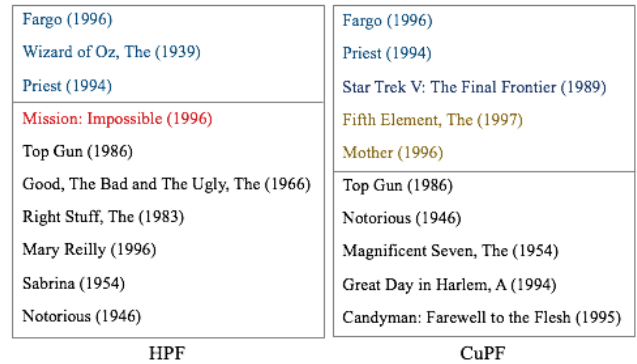 Fargo (1996)
Wizard of Oz, The (1939)
Priest (1994)
Mission: Impossible (1996)
Top Gun (1986)
Good, The Bad and The Ugly, The (1966)
Right Stuff, The (1983)
Mary Reilly (1996)
Sabrina (1954)
Notorious (1946)
HPF
Fargo (1996)
Priest (1994)
Star Trek V: The Final Frontier (1989)
Fifth Element, The (1997)
Mother (1996)
Top Gun (1986)
Notorious (1946)
Magnificent Seven, The (1954)
Great Day in Harlem, A (1994)
Candyman: Farewell to the Flesh (1995)
CuPF